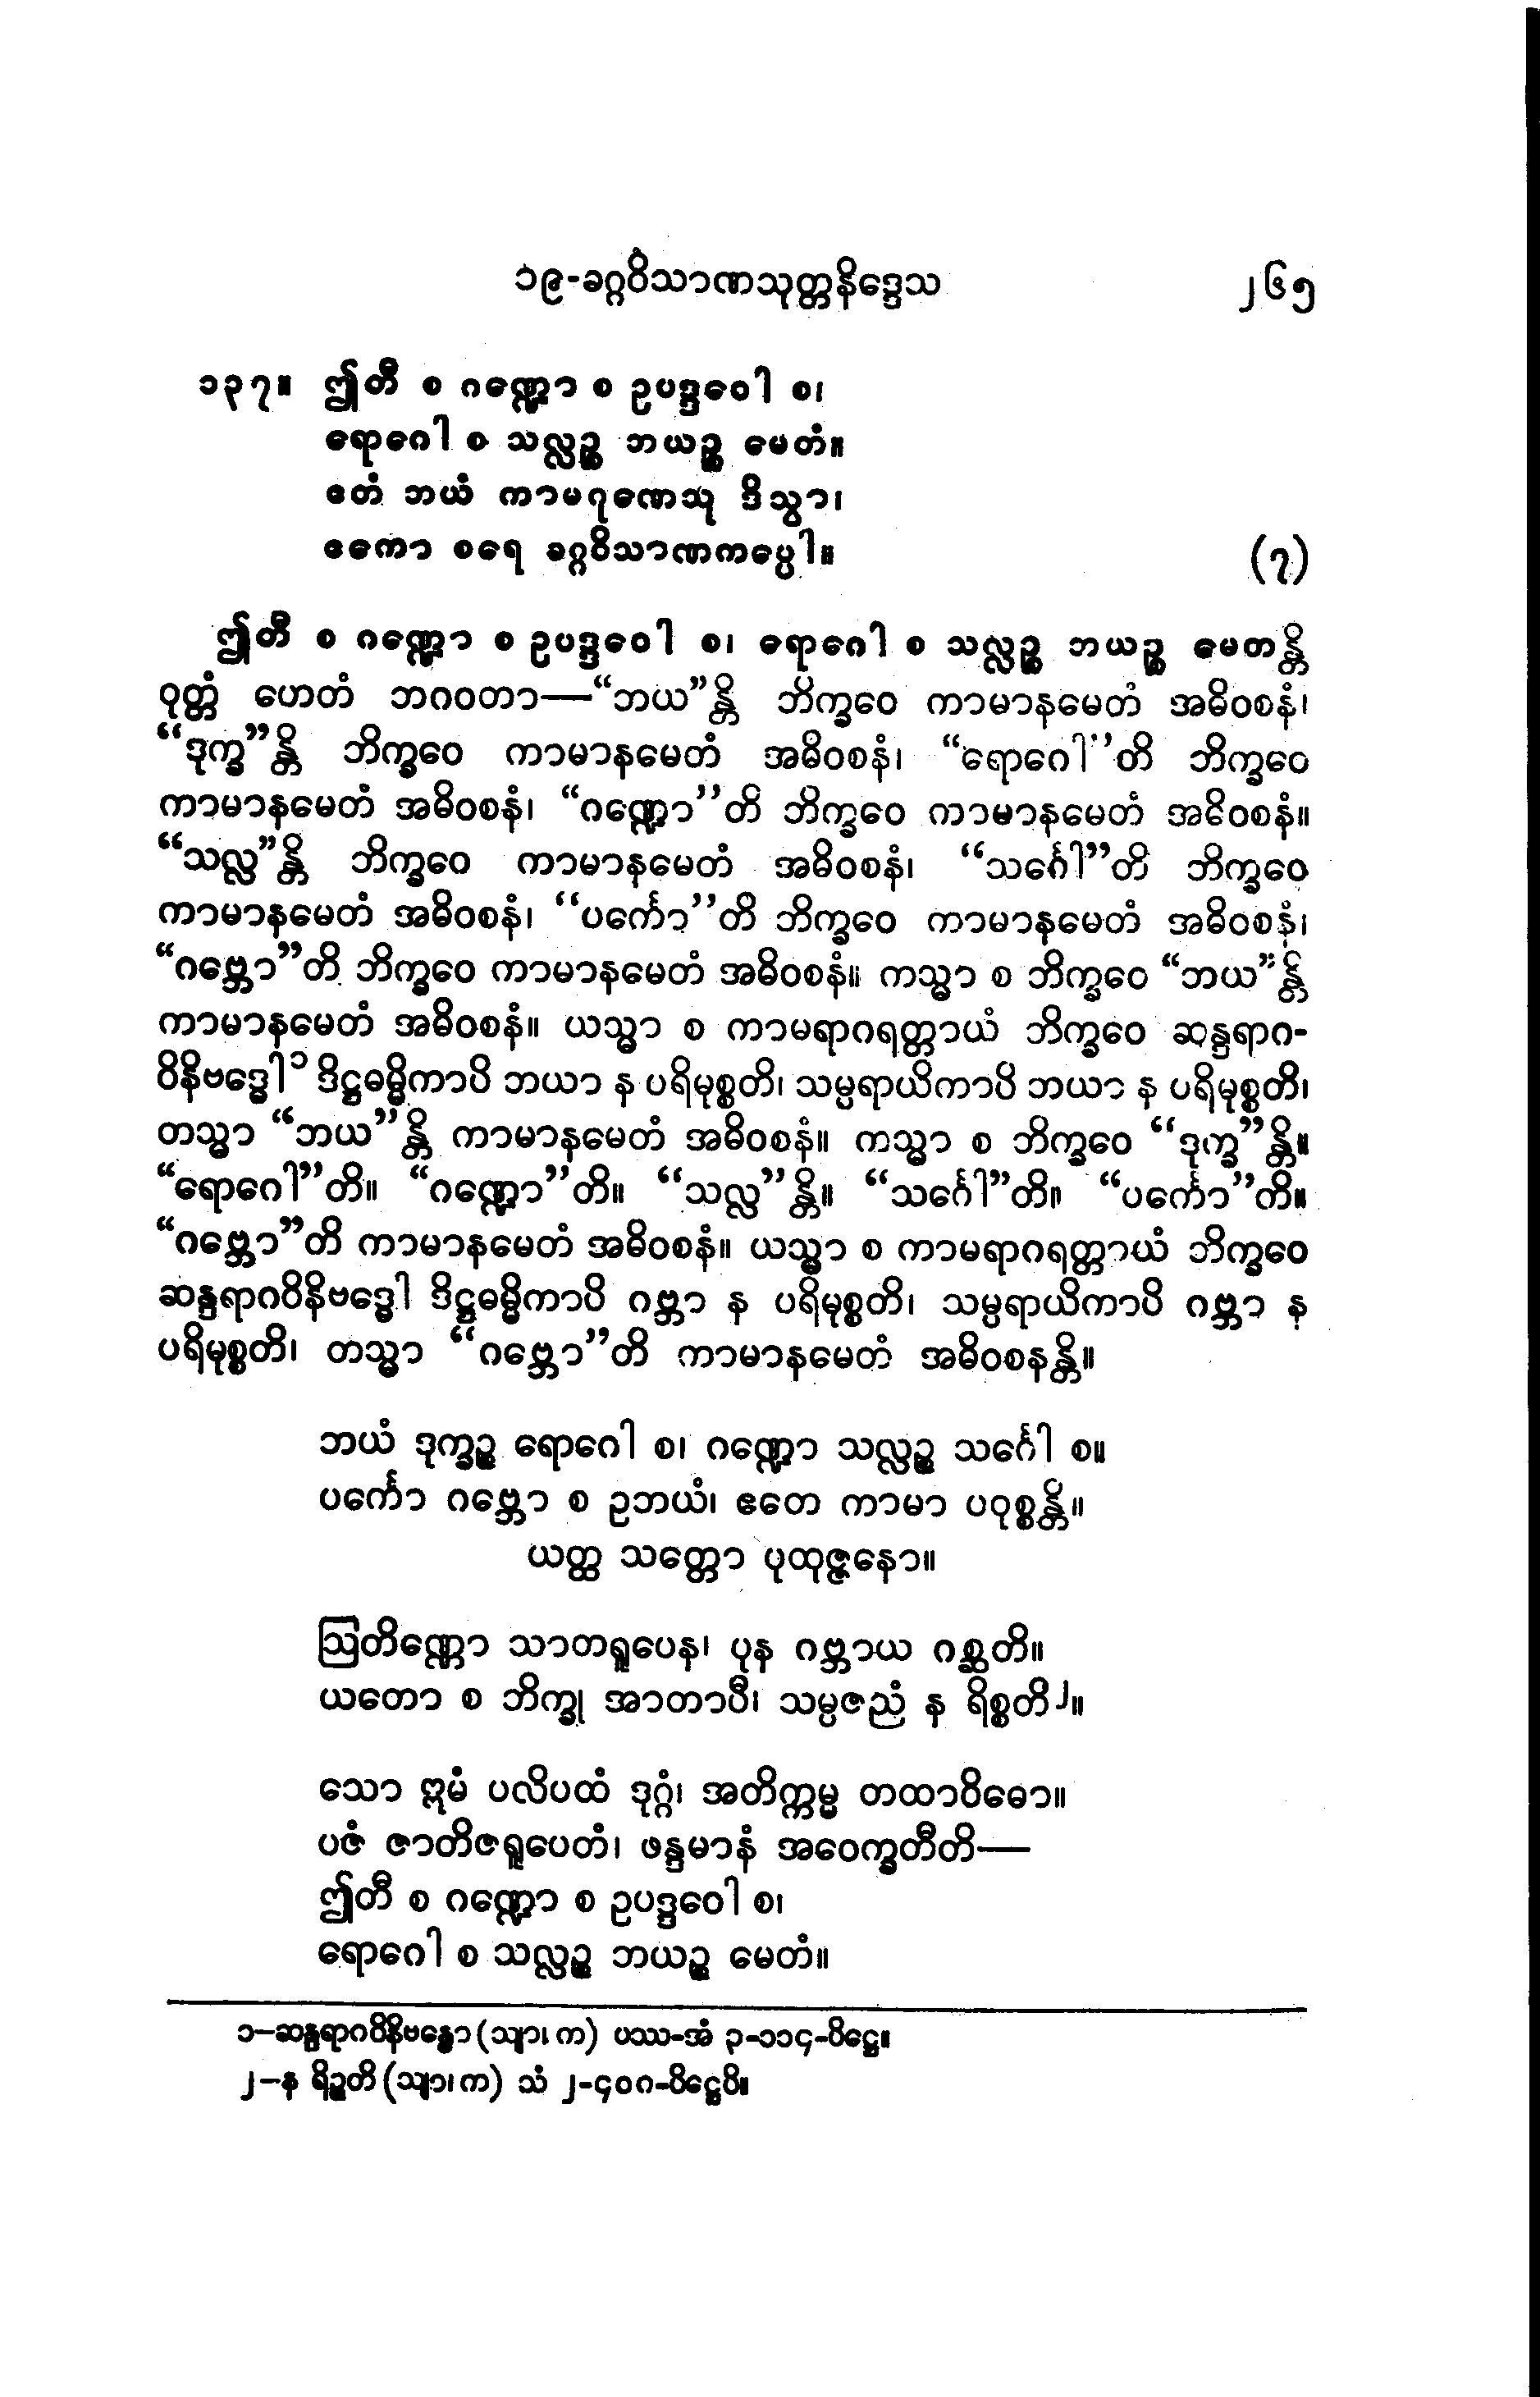 ၁၉-ခဂ္ဂဝိသာဏသုတ္တနိဒ္ဒေသ ၂၆၅
၁၃၇။ ဤတီ စ ဂဏ္ဍော စ ဥပဒ္ဒဝေါ စ၊
ရောဂေါ စ သလ္လဉ္စ ဘယဉ္စ မေတံ။
ဧတံ ဘယံ ကာမဂုဏေသု ဒိသွာ၊
ဧကော စရေ ခဂ္ဂဝိသာဏကပ္ပေါ။ (၇)
ဤတီ စ ဂဏ္ဍော စ ဥပဒ္ဒဝေါ စ၊ ရောဂေါ စ သလ္လဉ္စ ဘယဉ္စ မေတန္တိ
ဝုတ္တံ ဟေတံ ဘဂဝတာ—“ဘယ”န္တိ ဘိက္ခဝေ ကာမာနမေတံ အဓိဝစနံ၊
“ဒုက္ခ”န္တိ ဘိက္ခဝေ ကာမာနမေတံ အဓိဝစနံ၊ “ရောဂေါ”တိ ဘိက္ခဝေ
ကာမာနမေတံ အဓိဝစနံ၊ “ဂဏ္ဍော”တိ ဘိက္ခဝေ ကာမာနမေတံ အဓိဝစနံ။
“သလ္လ”န္တိ ဘိက္ခဝေ ကာမာနမေတံ အဓိဝစနံ၊ “သင်္ဂေါ”တိ ဘိက္ခဝေ
ကာမာနမေတံ အဓိဝစနံ၊ “ပင်္ကော”တိ ဘိက္ခဝေ ကာမာနမေတံ အဓိဝစနံ၊
“ဂဗ္ဘော”တိ ဘိက္ခဝေ ကာမာနမေတံ အဓိဝစနံ။ ကသ္မာ စ ဘိက္ခဝေ “ဘယ”န္တိ
ကာမာနမေတံ အဓိဝစနံ။ ယသ္မာ စ ကာမရာဂရတ္တာယံ ဘိက္ခဝေ ဆန္ဒရာဂ-
ဝိနိဗဒ္ဓေါ၁ ဒိဋ္ဌဓမ္မိကာပိ ဘယာ န ပရိမုစ္စတိ၊ သမ္ပရာယိကာပိ ဘယာ န ပရိမုစ္စတိ၊
တသ္မာ “ဘယ”န္တိ ကာမာနမေတံ အဓိဝစနံ။ ကသ္မာ စ ဘိက္ခဝေ “ဒုက္ခ”န္တိ။
“ရောဂေါ”တိ။ “ဂဏ္ဍော”တိ။ “သလ္လ”န္တိ။ “သင်္ဂေါ”တိ။ “ပင်္ကော”တိ။
“ဂဗ္ဘော”တိ ကာမာနမေတံ အဓိဝစနံ။ ယသ္မာ စ ကာမရာဂရတ္တာယံ ဘိက္ခဝေ
ဆန္ဒရာဂဝိနိဗဒ္ဓေါ ဒိဋ္ဌဓမ္မိကာပိ ဂဗ္ဘာ န ပရိမုစ္စတိ၊ သမ္ပရာယိကာပိ ဂဗ္ဘာ န
ပရိမုစ္စတိ၊ တသ္မာ “ဂဗ္ဘော”တိ ကာမာနမေတံ အဓိဝစနန္တိ။
ဘယံ ဒုက္ခဉ္စ ရောဂေါ စ၊ ဂဏ္ဍော သလ္လဉ္စ သင်္ဂေါ စ။
ပင်္ကော ဂဗ္ဘော စ ဥဘယံ၊ ဧတေ ကာမာ ပဝုစ္စန္တိ။
ယတ္ထ သတ္တော ပုထုဇ္ဇနော။
ဩတိဏ္ဏော သာတရူပေန၊ ပုန ဂဗ္ဘာယ ဂစ္ဆတိ။
ယတော စ ဘိက္ခု အာတာပီ၊ သမ္ပဇညံ န ရိစ္စတိ၂။
သော ဣမံ ပလိပထံ ဒုဂ္ဂံ၊ အတိက္ကမ္မ တထာဝိဓော။
ပဇံ ဇာတိဇရူပေတံ၊ ဖန္ဒမာနံ အဝေက္ခတီတိ—
ဤတီ စ ဂဏ္ဍော စ ဥပဒ္ဒဝေါ စ၊
ရောဂေါ စ သလ္လဉ္စ ဘယဉ္စ မေတံ။
၁—ဆန္ဒရာဂဝိနိဗန္ဓော (သျာ၊ က) ပဿ-အံ ၃-၁၁၄-ပိဋ္ဌေ။
၂—န ရိဉ္စတိ (သျာ၊ က) သံ ၂-၄၀၈-ပိဋ္ဌေပိ။